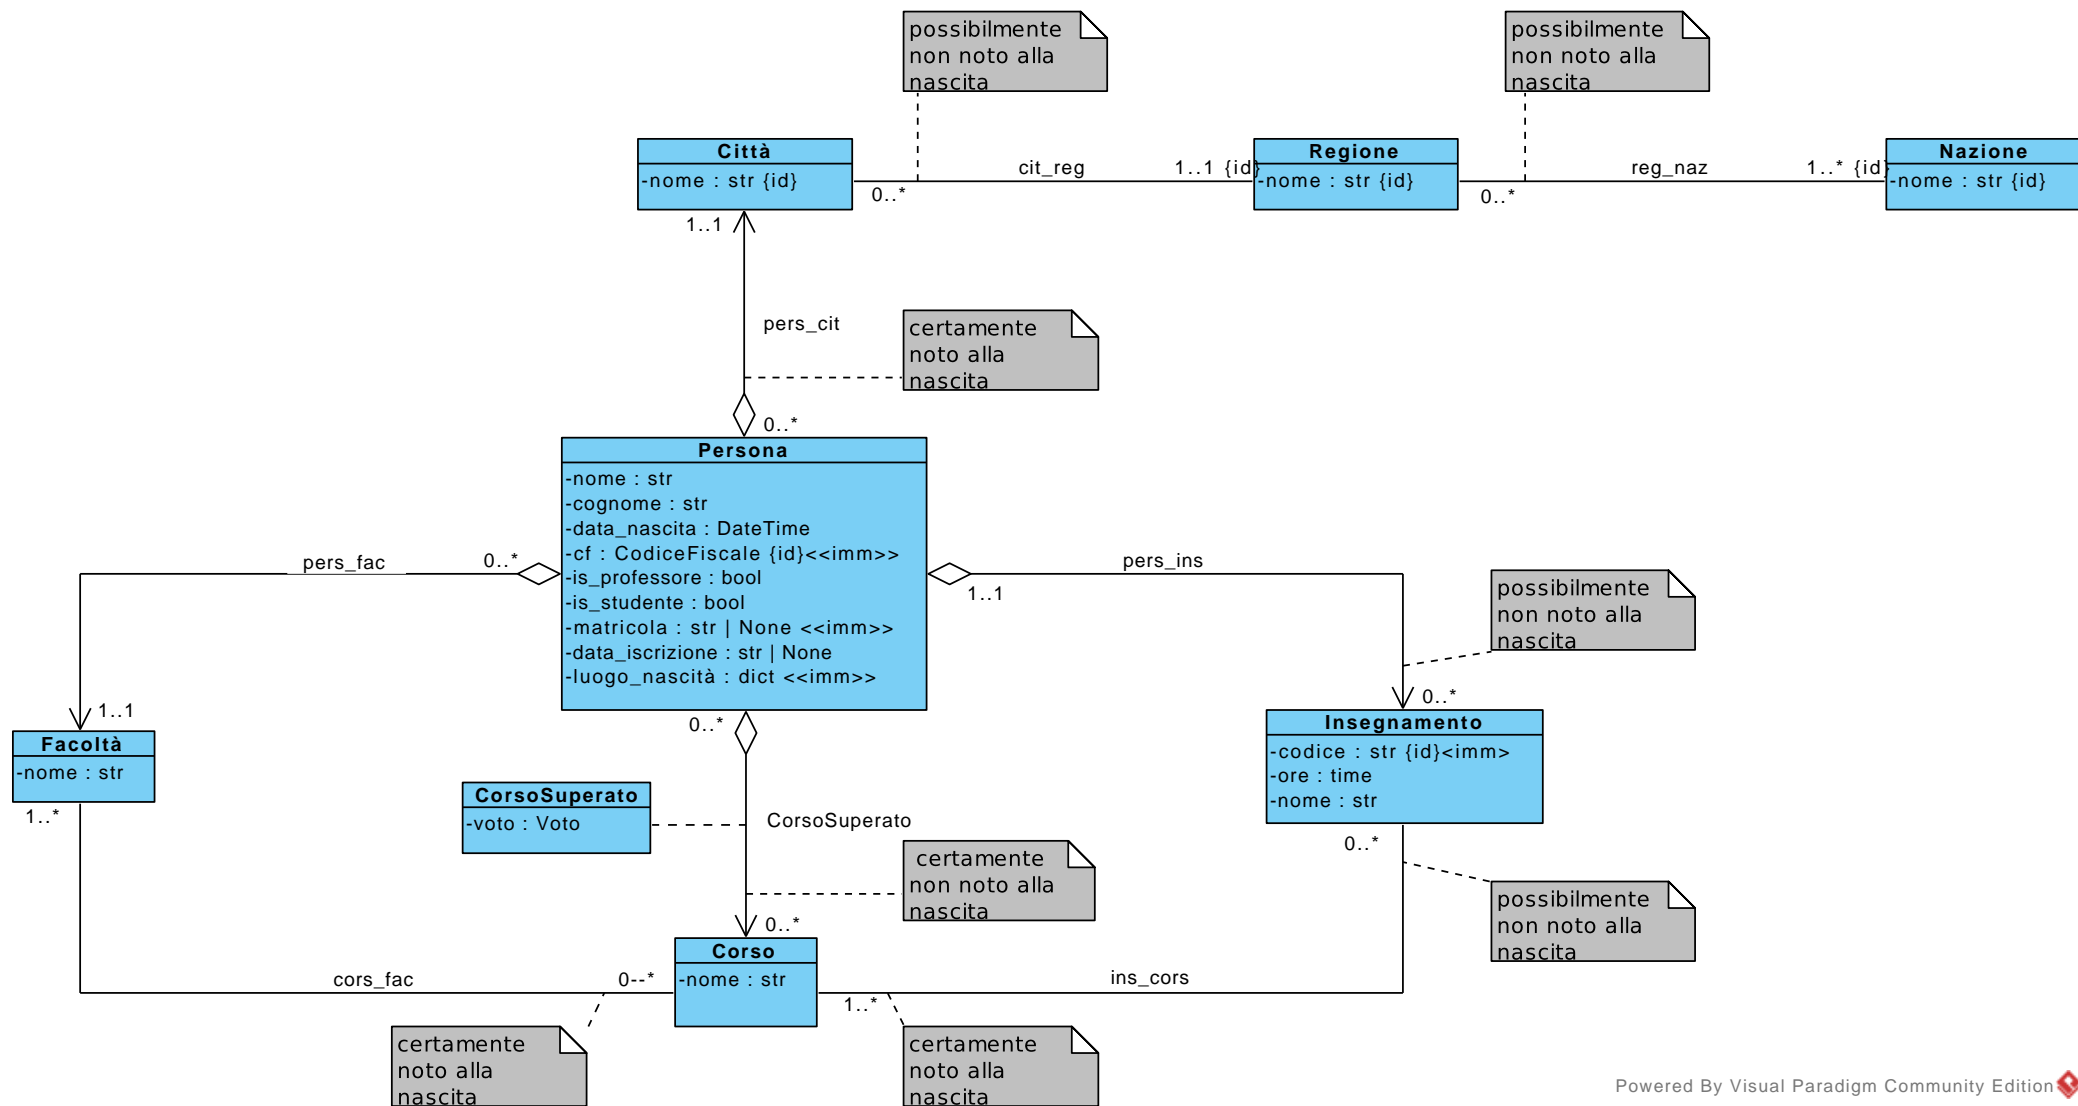 possibilmente
non noto alla
nascita
possibilmente
non noto alla
nascita
Città
-nome : str {id}
cit_reg
1..1 {id}
0..*
Regione
-nome : str {id}
reg_naz
1..* {id}
0..*
Nazione
-nome : str {id}
1..1
pers_cit
certamente
noto alla
nascita
0..*
Persona
-nome : str
-cognome : str
-data_nascita : DateTime
-cf : CodiceFiscale {id}<<imm>>
-is_professore : bool
-is_studente : bool
-matricola : str | None <<imm>>
-data_iscrizione : str | None
-luogo_nascità : dict <<imm>>
pers_fac
0..*
pers_ins
1..1
possibilmente
non noto alla
nascita
0..*
1..1
Facoltà
-nome : str
1..*
0..*
Insegnamento
-codice : str {id}<imm>
-ore : time
-nome : str
0..*
CorsoSuperato
-voto : Voto
CorsoSuperato
certamente
non noto alla
nascita
possibilmente
non noto alla
nascita
0..*
Corso
-nome : str
cors_fac
0--*
1..*
ins_cors
certamente
noto alla
nascita
certamente
noto alla
nascita
Powered By Visual Paradigm Community Edition